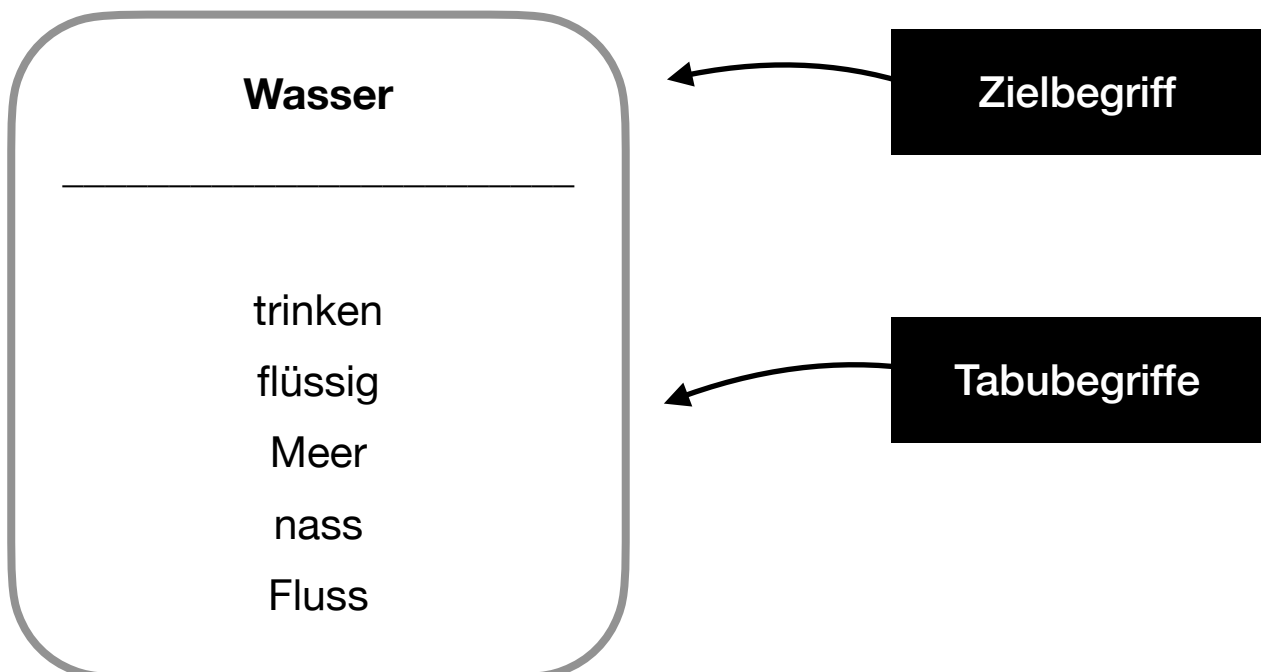 Wasser
Zielbegriff
trinken
flüssig
Tabubegriffe
Meer
nass
Fluss